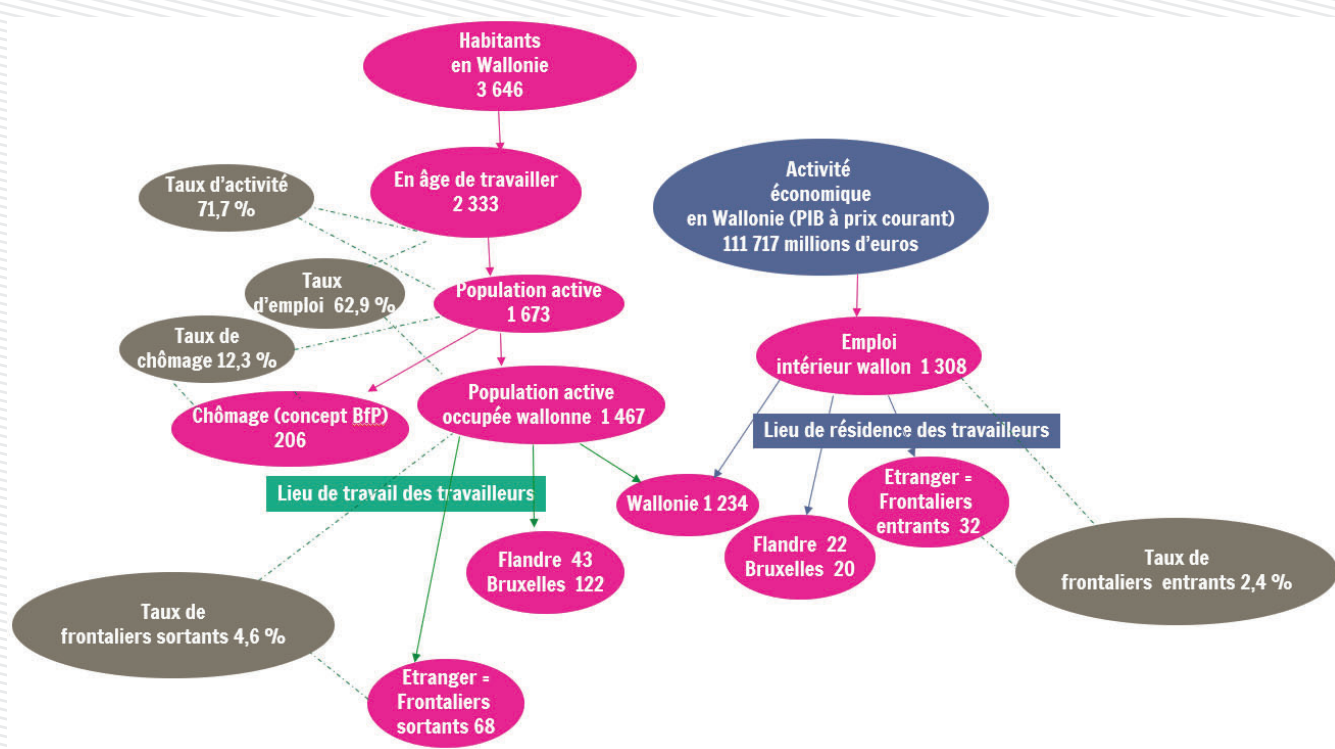 Habitants
en Wallonie
3 646
En âge de travailler
2 333
Taux d'activité
71,7 %
Taux
d'emploi 62,9 %
Population active
1 673
Taux de
chômage 12,3 %
Chômage (concept BfP)
206
Population active
occupée wallonne 1 467
Lieu de travail des travailleurs
Flandre 43
Bruxelles 122
Taux de
frontaliers sortants 4,6 %
Etranger =
Frontaliers
sortants 68
Activité
économique
en Wallonie (PIB à prix courant)
111 717 millions d'euros
Emploi
intérieur wallon 1 308
Lieu de résidence des travailleurs
Wallonie 1 234
Flandre 22
Bruxelles 20
Etranger =
Frontaliers
entrants 32
Taux de
frontaliers entrants 2,4 %